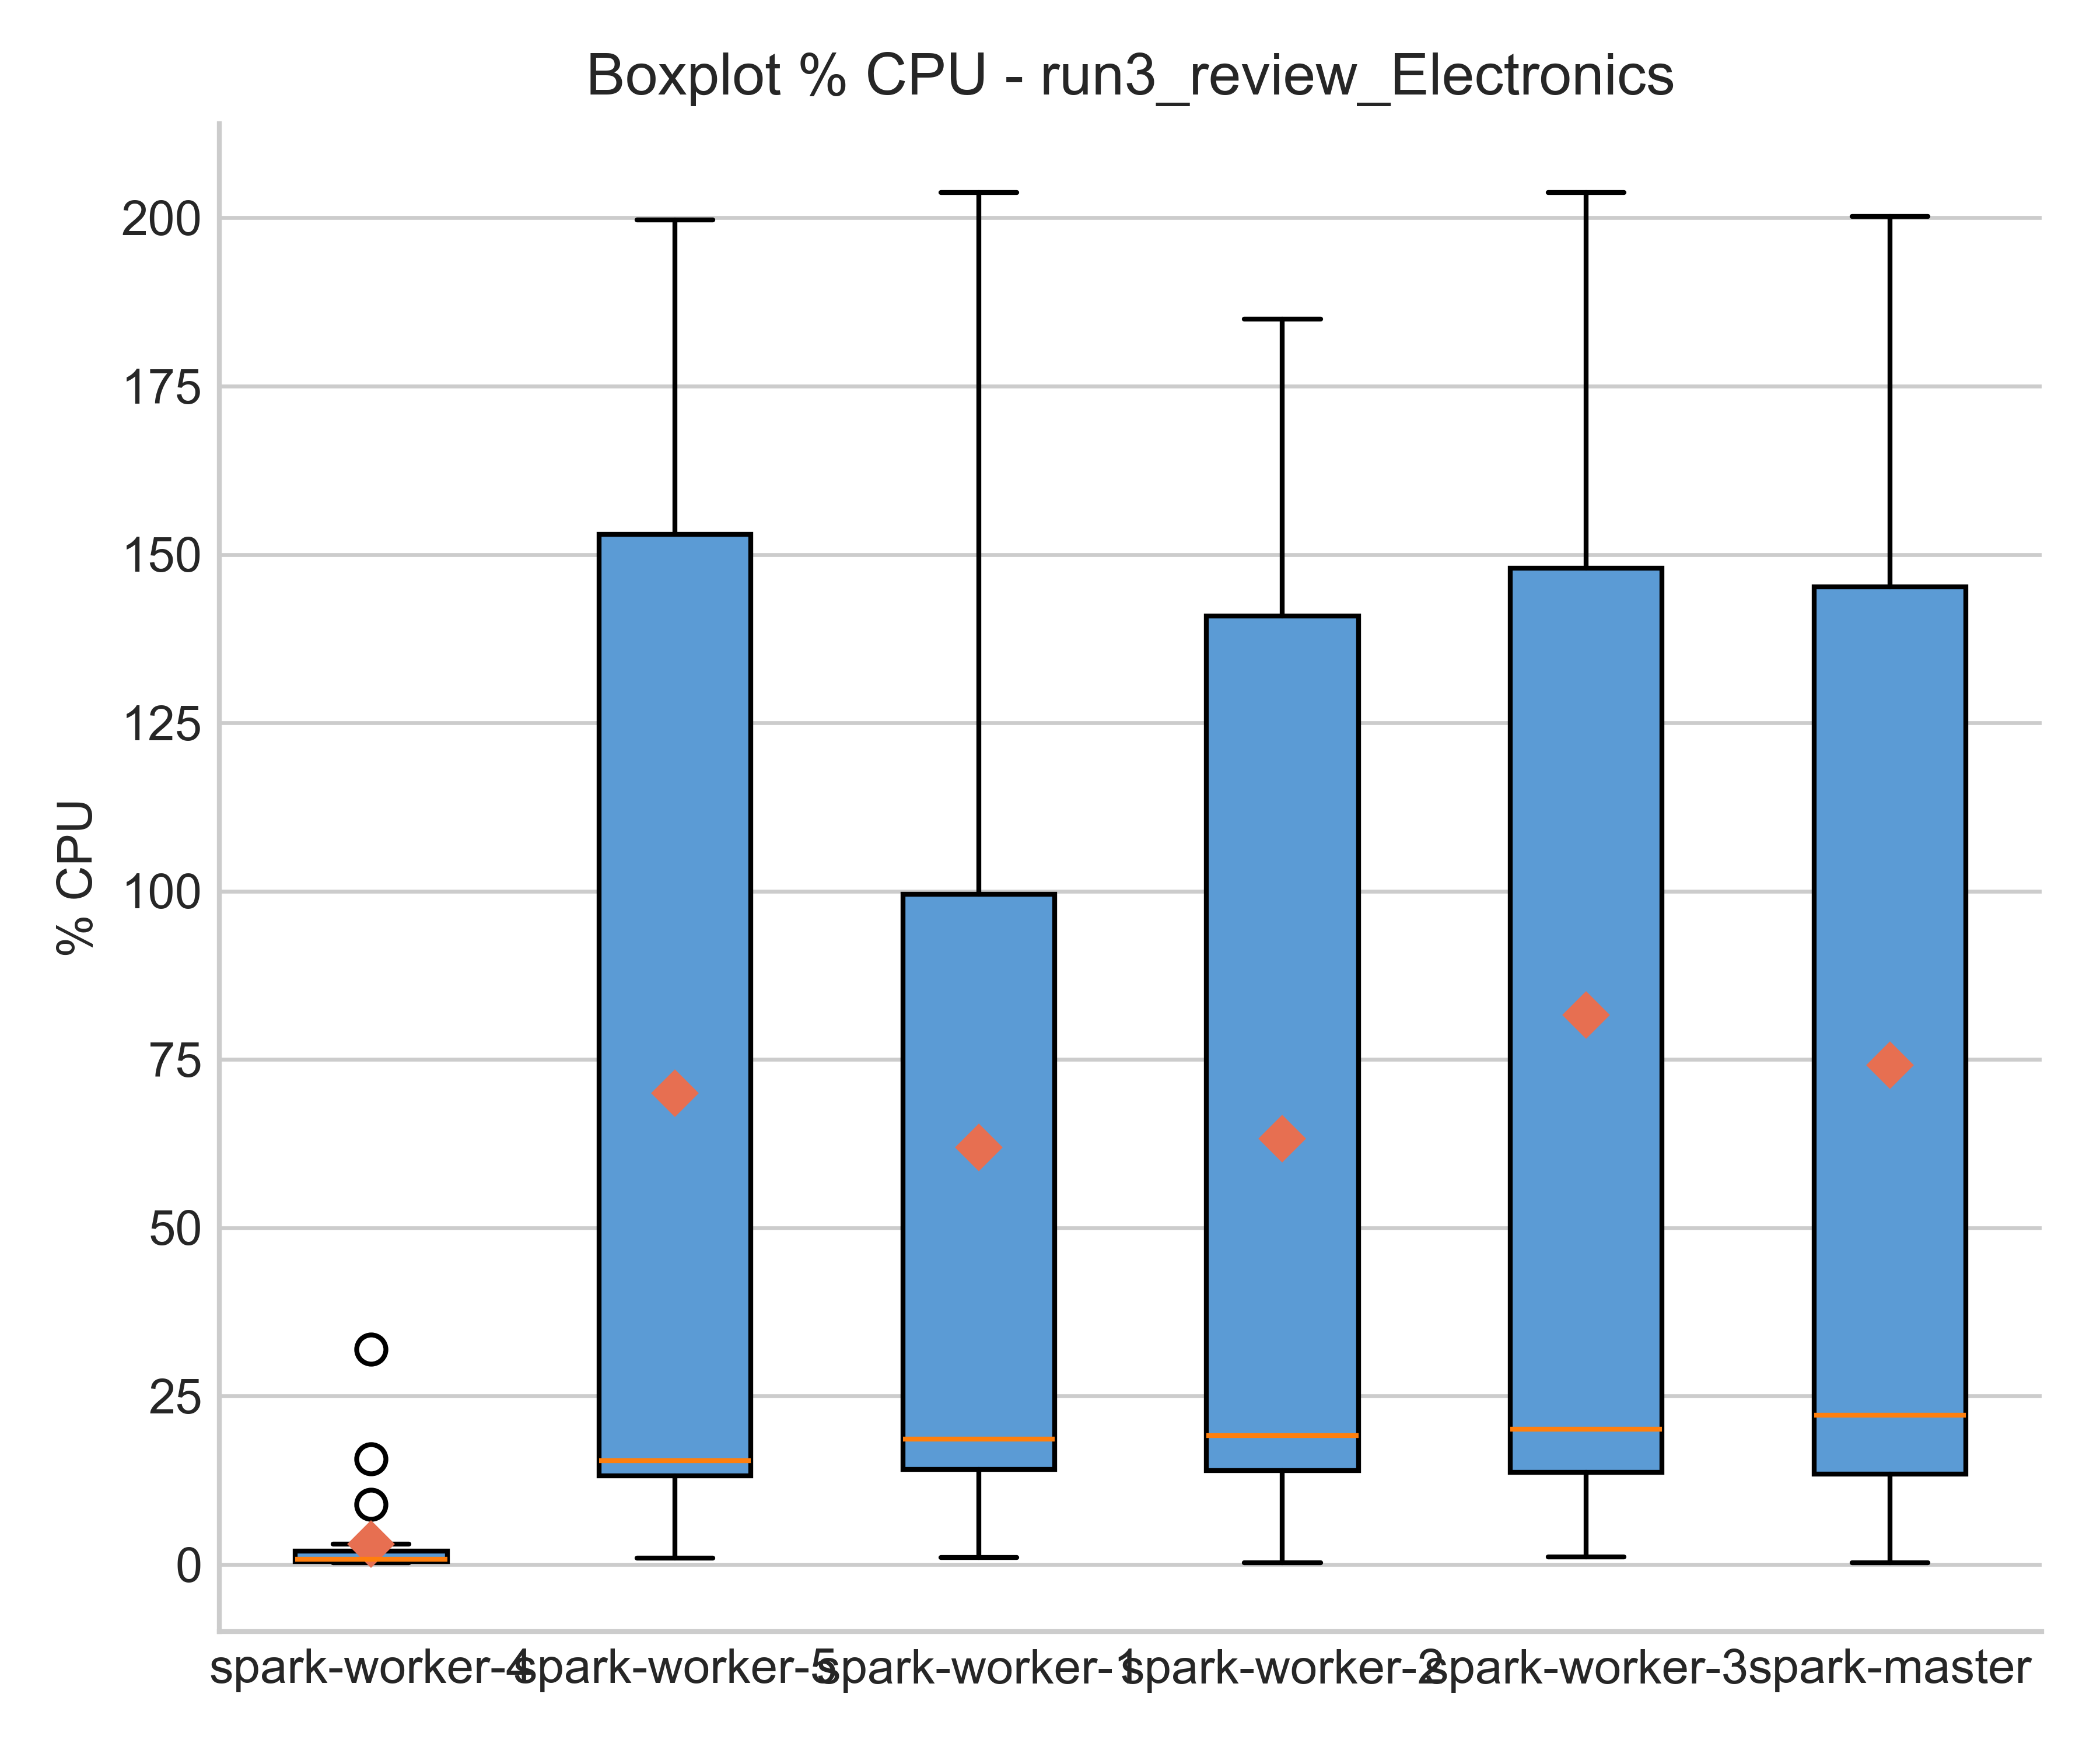 Boxplot % CPU - run3_review_Electronics
% CPU
200
175
150
125
100
75
50
25
0
spark-worker-4
spark-worker-5
spark-worker-1
spark-worker-2
spark-worker-3
spark-master